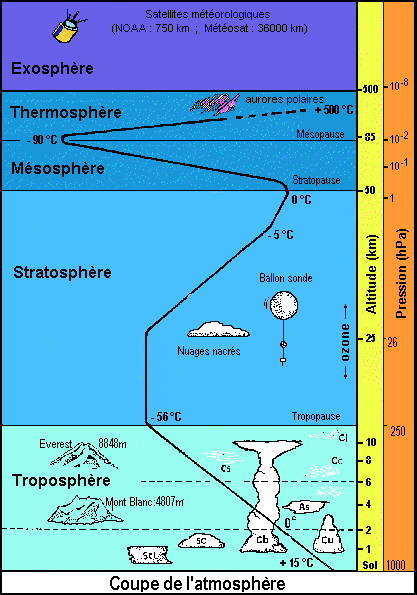 Satellites météorologiques
(NOAA : 750 km ; Météosat : 36000 km)
Exosphère
500
10-8
aurores polaires
Thermosphère
+ 500 °C
- 90 °C
Mésopause
85
10-2
Mésosphère
10-1
Stratopause
50
1
0 °C
- 5 °C
Altitude (km)
Pression (hPa)
Stratosphère
Ballon sonde
ozone
25
26
Nuages nacrés
- 56 °C
Tropopause
250
Everest 8848m
Ci
10
Cs
Cc
8
Troposphère
6
Mont Blanc:4807m
As
4
0°
2
Sc
Cb
Cu
St
1
+ 15 °C
Sol
1000
Coupe de l'atmosphère